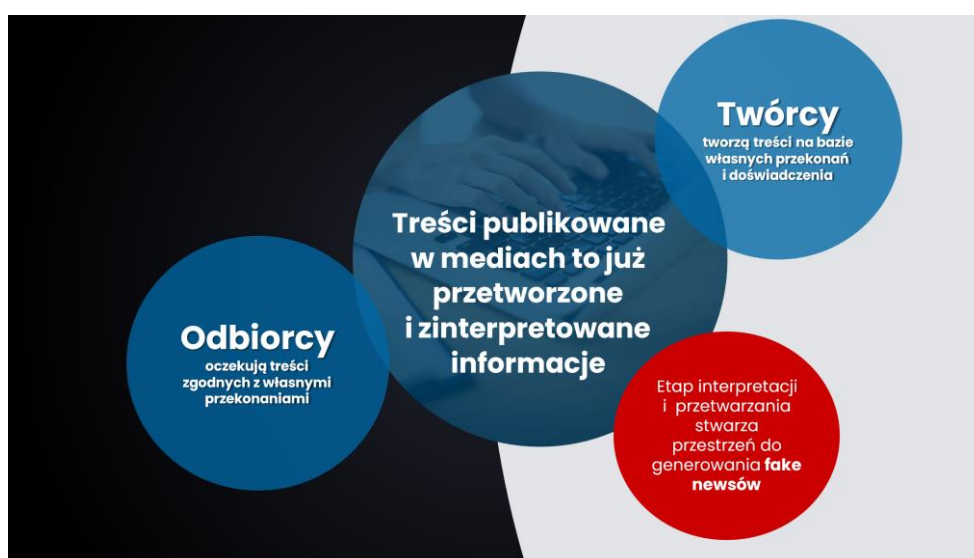 Twórcy
tworzą treści na bazie
własnych przekonań
i doświadczenia
Treści publikowane
w mediach to już
przetworzone
i zinterpretowane
informacje
Odbiorcy
oczekują treści
zgodnych z własnymi
przekonaniami
Etap interpretacji
i przetwarzania
stwarza
przestrzeń do
generowania fake
newsów